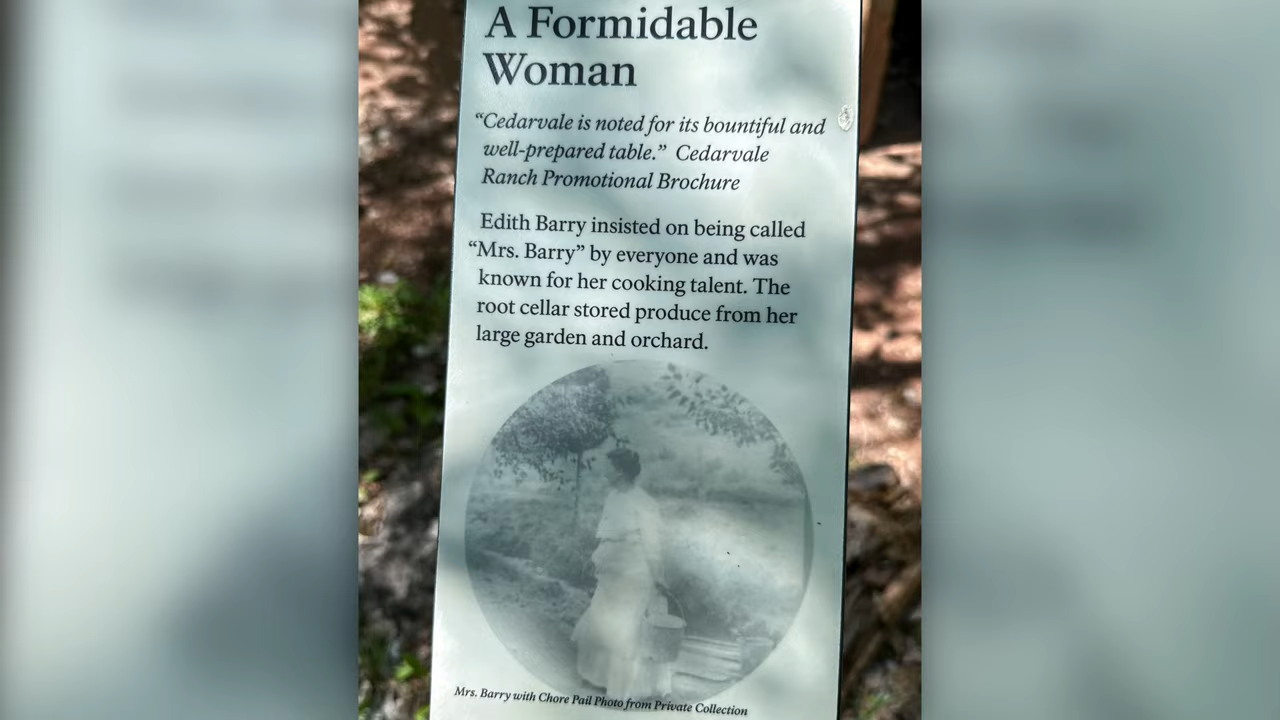 A Formidable
Woman
“Cedarvale is noted for its bountiful and
well-prepared table.” Cedarvale
Ranch Promotional Brochure
Edith Barry insisted on being called
“Mrs. Barry” by everyone and was
known for her cooking talent. The
root cellar stored produce from her
large garden and orchard.
Mrs. Barry with Chore Pail Photo from Private Collection